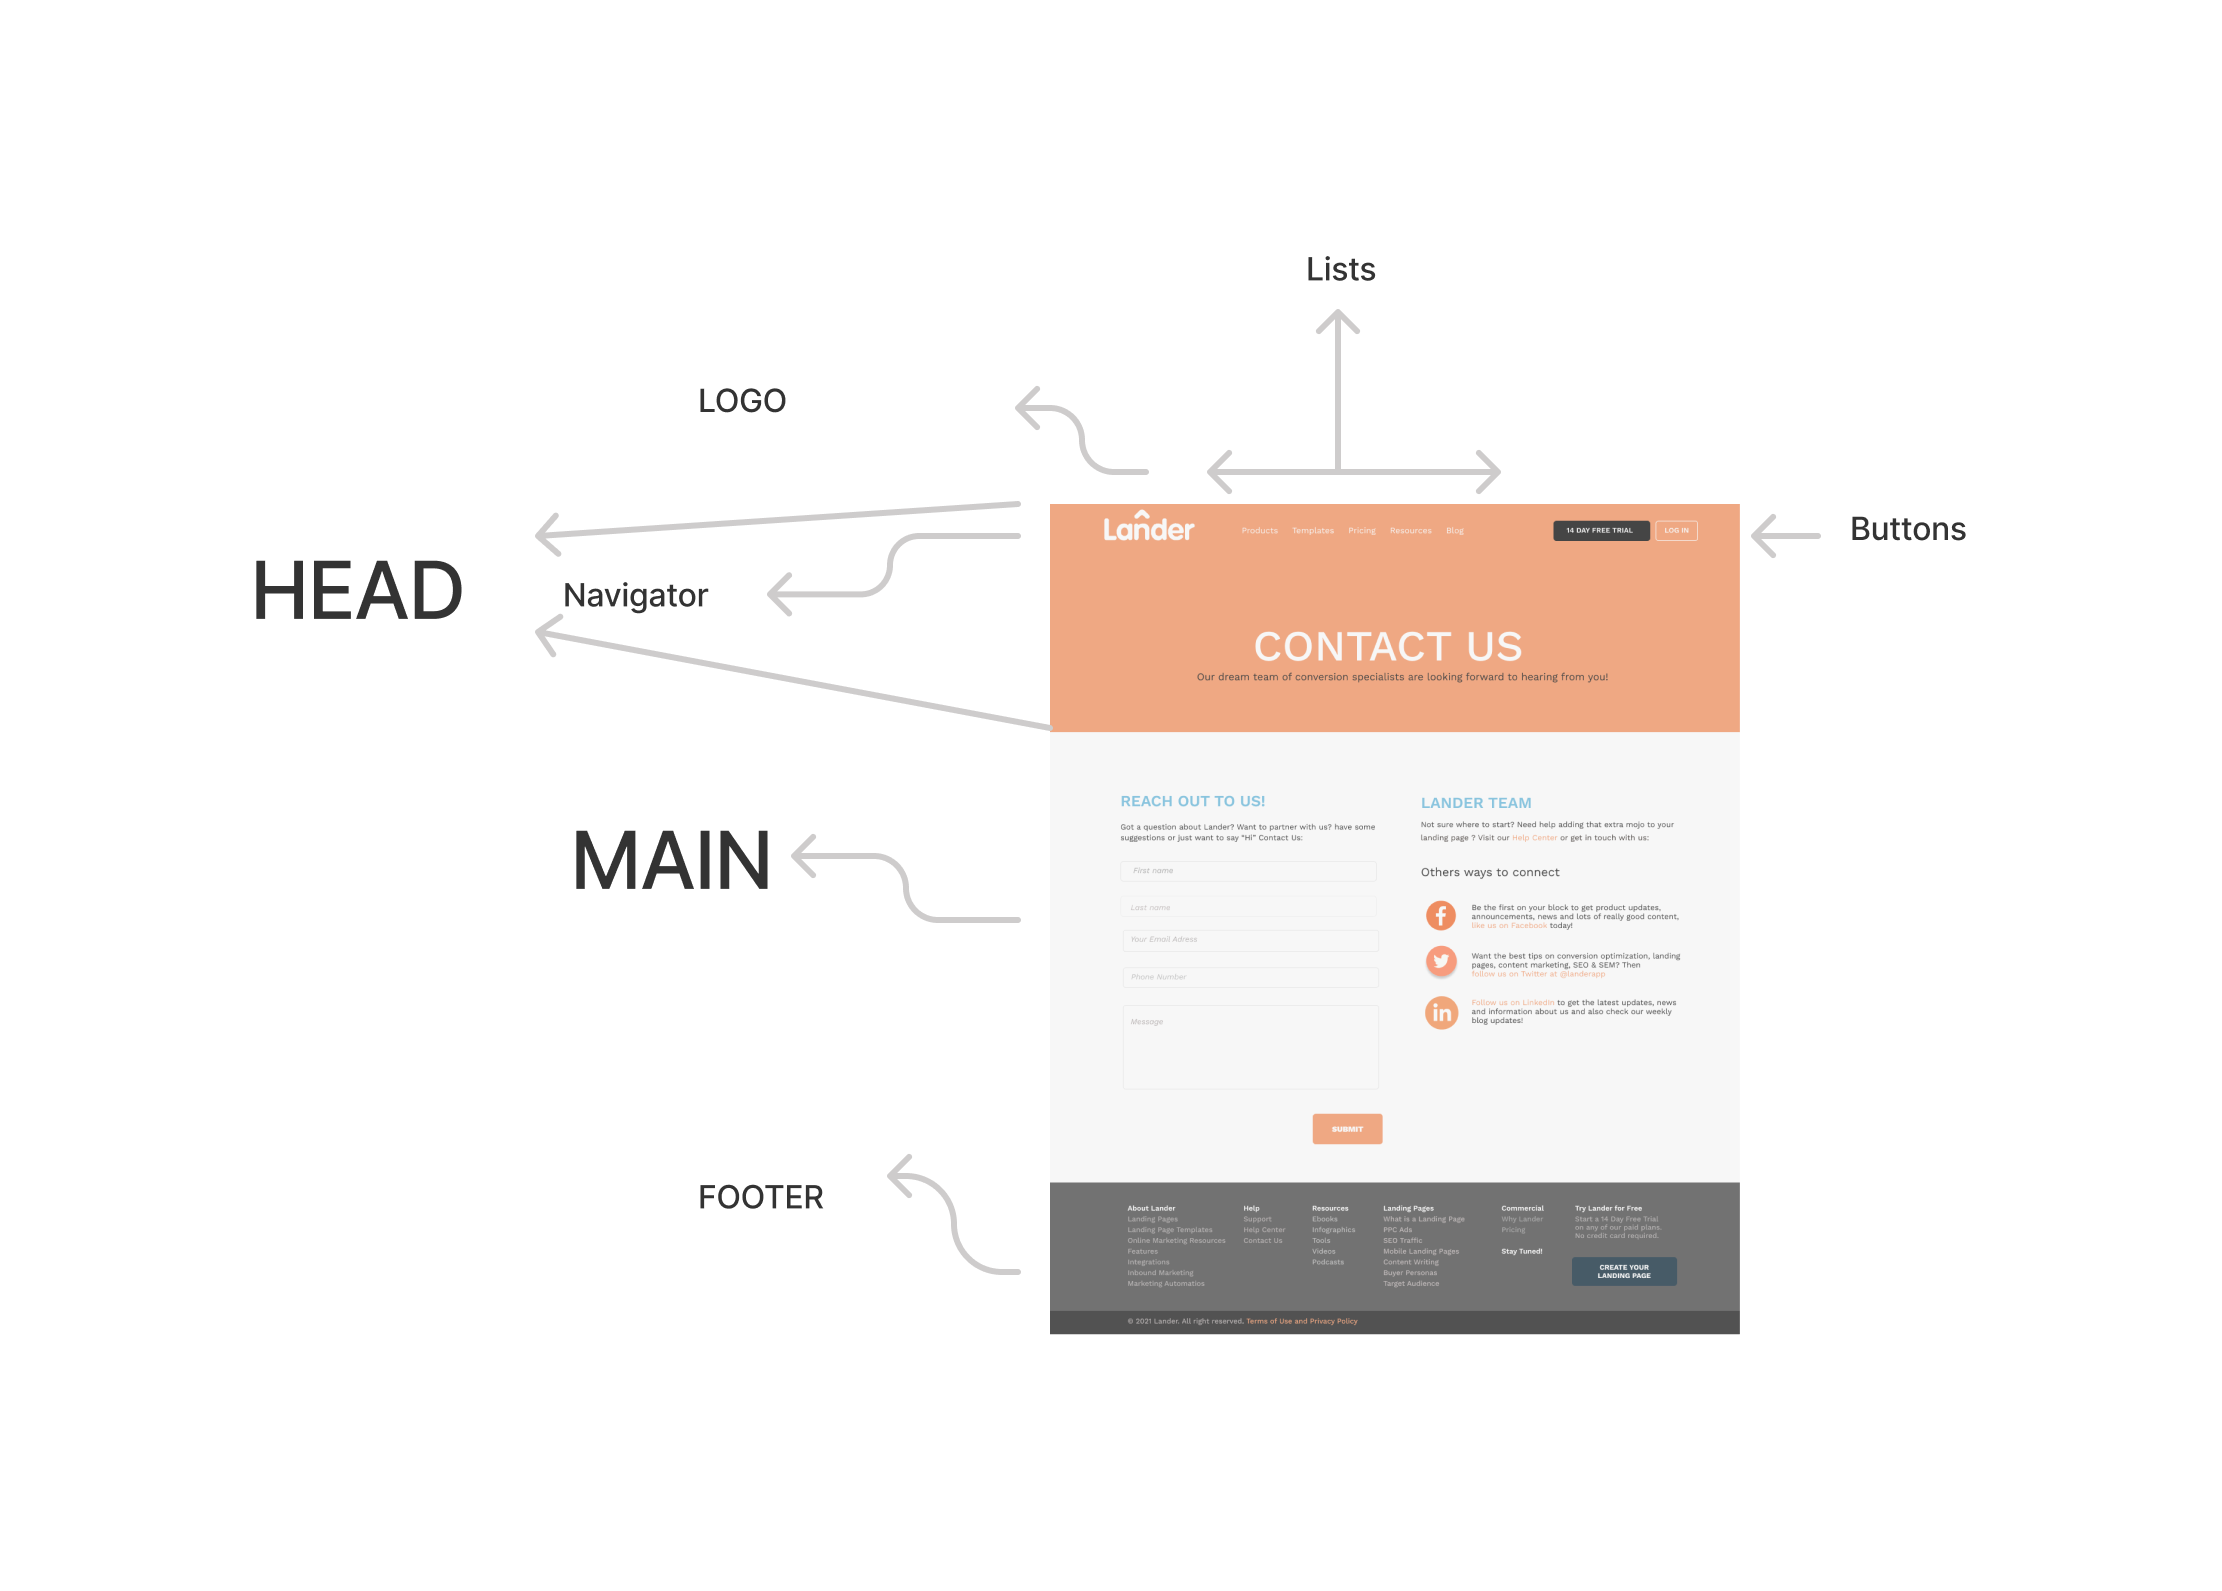 Lists
LOGO
HEAD
Navigator
Buttons
MAIN
FOOTER
Lander
Products Templates Pricing Resources Blog
14 DAY FREE TRIAL
LOG IN
CONTACT US
Our dream team of conversion specialists are looking forward to hearing from you!
REACH OUT TO US!
Got a question about Lander? Want to partner with us? have some
suggestions or just want to say "Hi" Contact Us:
First name
Last name
Your Email Adress
Phone Number
Message
SUBMIT
LANDER TEAM
Not sure where to start? Need help adding that extra mojo to your
landing page ? Visit our Help Center or get in touch with us:
Others ways to connect
Be the first on your block to get product updates,
announcements, news and lots of really good content,
like us on Facebook today!
Want the best tips on conversion optimization, landing
pages, content marketing, SEO & SEM? Then
follow us on Twitter at @landerapp
in
Follow us on Linkedin to get the latest updates, news
and information about us and also check our weekly
blog updates!
About Lander
Landing Pages
Landing Page Templates
Online Marketing Resources
Features
Integrations
Inbound Marketing
Marketing Automatios
Help
Support
Help Center
Contact Us
Resources
Ebooks
Infographics
Tools
Videos
Podcasts
Landing Pages
What is a Landing Page
PPC Ads
SEO Traffic
Mobile Landing Pages
Content Writing
Buyer Personas
Target Audience
Commercial
Why Lander
Pricing
Stay Tuned!
Try Lander for Free
Start a 14 Day Free Trial
on any of our paid plans.
No credit card required.
CREATE YOUR
LANDING PAGE
© 2021 Lander. All right reserved. Terms of Use and Privacy Policy